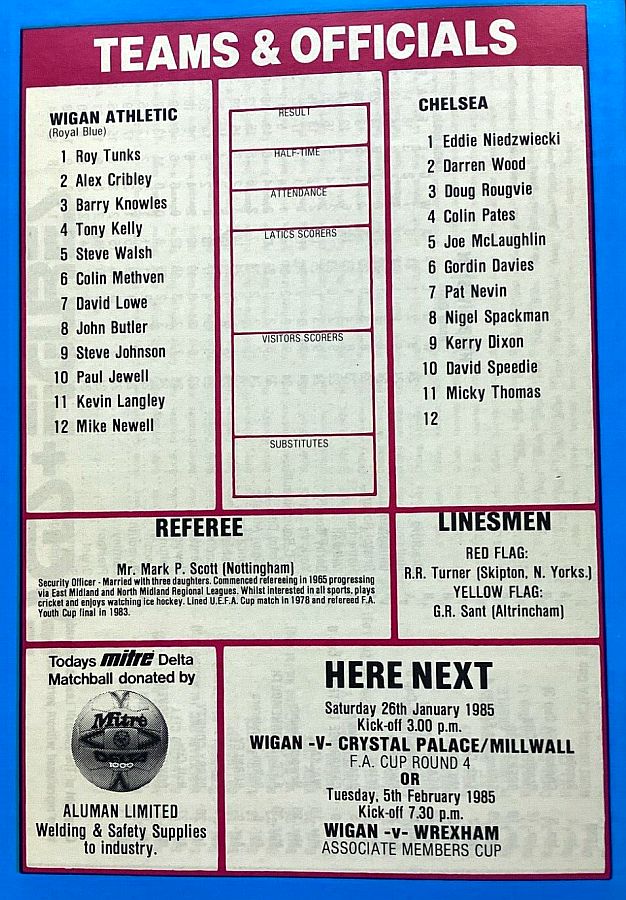 TEAMS & OFFICIALS
WIGAN ATHLETIC
(Royal Blue)
1 Roy Tunks
2 Alex Cribley
3 Barry Knowles
4 Tony Kelly
5 Steve Walsh
6 Colin Methven
7 David Lowe
8 John Butler
9 Steve Johnson
10 Paul Jewell
11 Kevin Langley
12 Mike Newell
RESULT
HALF-TIME
ATTENDANCE
LATICS SCORERS
VISITORS SCORERS
SUBSTITUTES
CHELSEA
1 Eddie Niedzwiecki
2 Darren Wood
3 Doug Rougvie
4 Colin Pates
5 Joe McLaughlin
6 Gordin Davies
7 Pat Nevin
8 Nigel Spackman
9 Kerry Dixon
10 David Speedie
11 Micky Thomas
12
REFEREE
Mr. Mark P. Scott (Nottingham)
Security Officer - Married with three daughters. Commenced refereeing in 1965 progressing
via East Midland and North Midland Regional Leagues. Whilst interested in all sports, plays
cricket and enjoys watching ice hockey. Lined U.E.F.A. Cup match in 1978 and refereed F.A.
Youth Cup final in 1983.
LINESMEN
RED FLAG:
R.R. Turner (Skipton, N. Yorks.)
YELLOW FLAG:
G.R. Sant (Altrincham)
Todays mitre Delta
Matchball donated by
Mitre
DELTA
1000
ALUMAN LIMITED
Welding & Safety Supplies
to industry.
HERE NEXT
Saturday 26th January 1985
Kick-off 3.00 p.m.
WIGAN -V- CRYSTAL PALACE/MILLWALL
F.A. CUP ROUND 4
OR
Tuesday, 5th February 1985
Kick-off 7.30 p.m.
WIGAN -v- WREXHAM
ASSOCIATE MEMBERS CUP